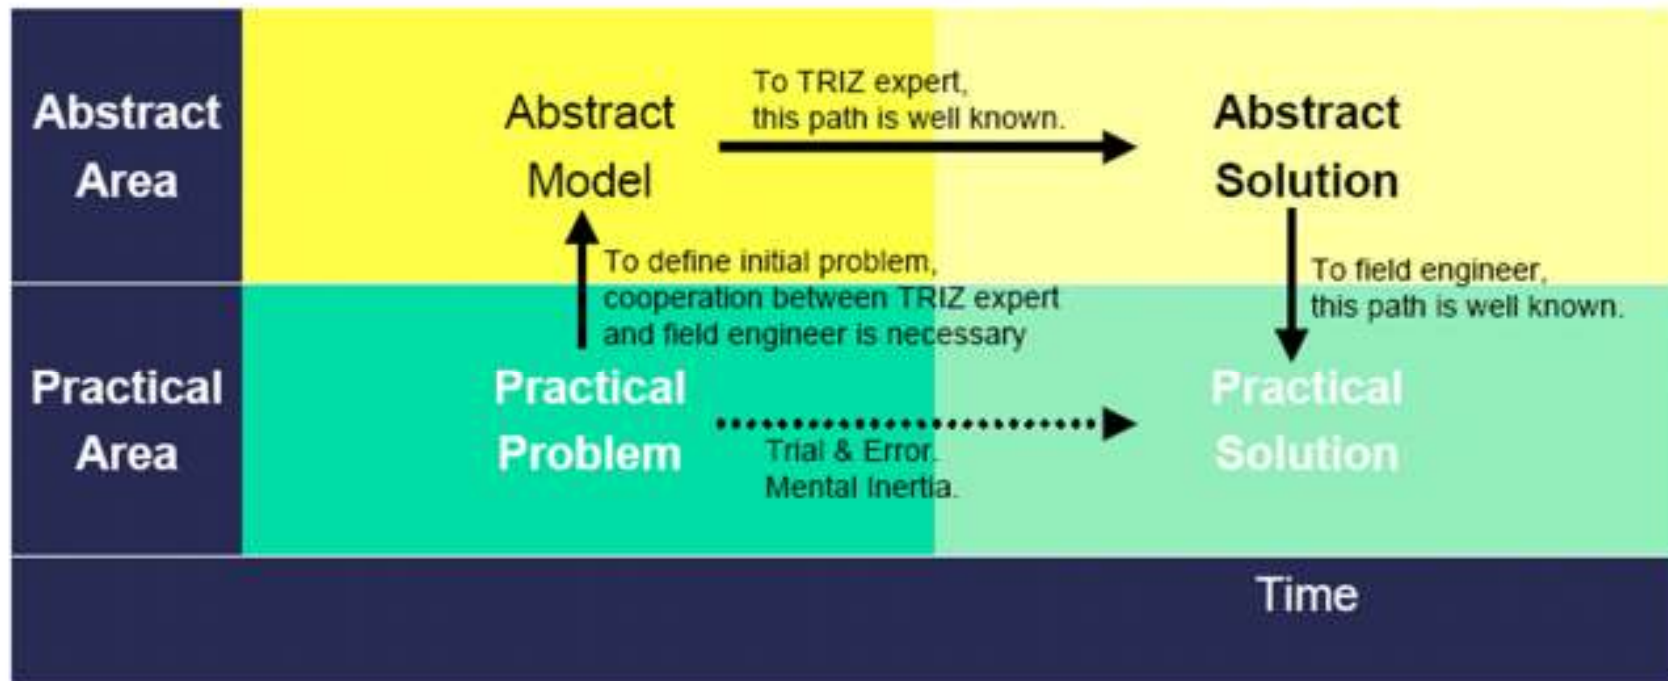 Abstract
Area
Abstract
Model
To TRIZ expert,
this path is well known.
Abstract
Solution
To define initial problem,
cooperation between TRIZ expert
and field engineer is necessary
To field engineer,
this path is well known.
Practical
Area
Practical
Problem
Trial & Error.
Mental Inertia.
Practical
Solution
Time